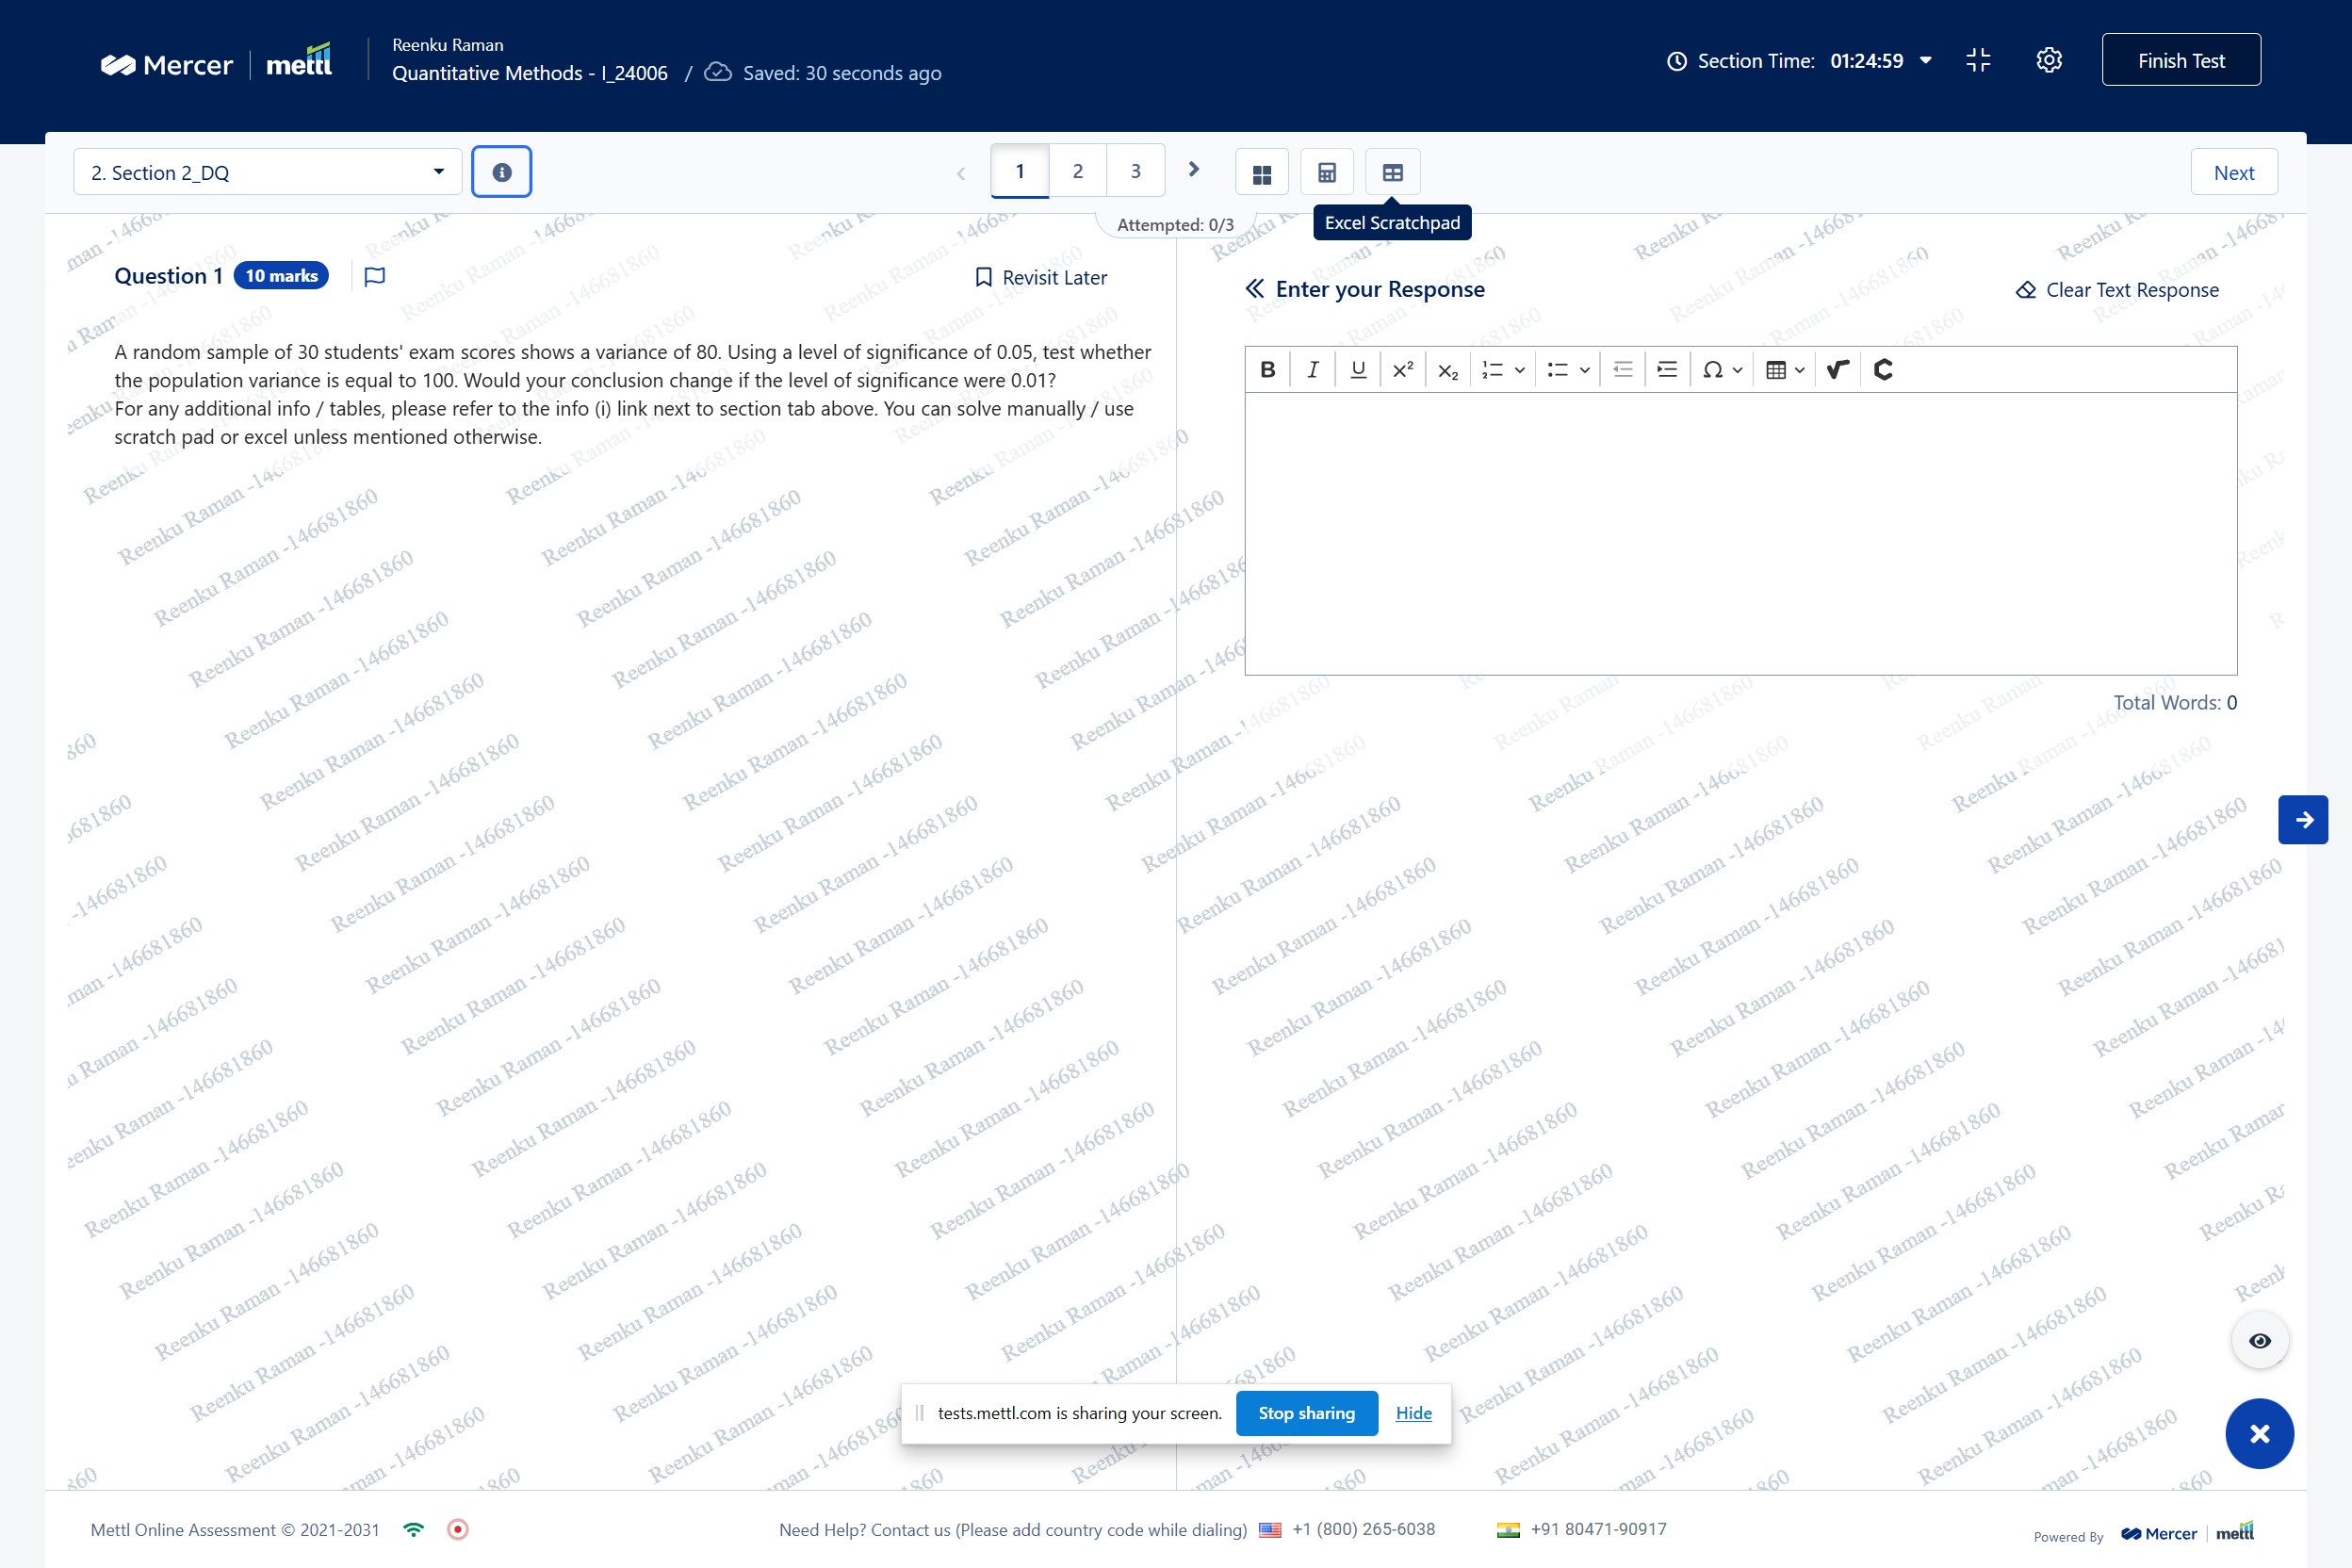 Mercer | mettl
Reenku Raman
Quantitative Methods - I_24006 / Saved: 30 seconds ago
Section Time: 01:24:59
Finish Test
2. Section 2_DQ
1 2 3
Next
Attempted: 0/3
Excel Scratchpad
Question 1 10 marks
Revisit Later
A random sample of 30 students' exam scores shows a variance of 80. Using a level of significance of 0.05, test whether
the population variance is equal to 100. Would your conclusion change if the level of significance were 0.01?
For any additional info / tables, please refer to the info (i) link next to section tab above. You can solve manually / use
scratch pad or excel unless mentioned otherwise.
Enter your Response
Clear Text Response
Total Words: 0
Reenku Raman -146681860
tests.mettl.com is sharing your screen. Stop sharing Hide
Mettl Online Assessment © 2021-2031
Need Help? Contact us (Please add country code while dialing) +1 (800) 265-6038 +91 80471-90917
Powered By Mercer | mettl